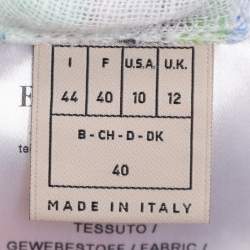 I F U.S.A. U.K.
44 40 10 12
B - CH - D - DK
40
MADE IN ITALY
TESSUTO /
GEWEBESTOFF / FABRIC /